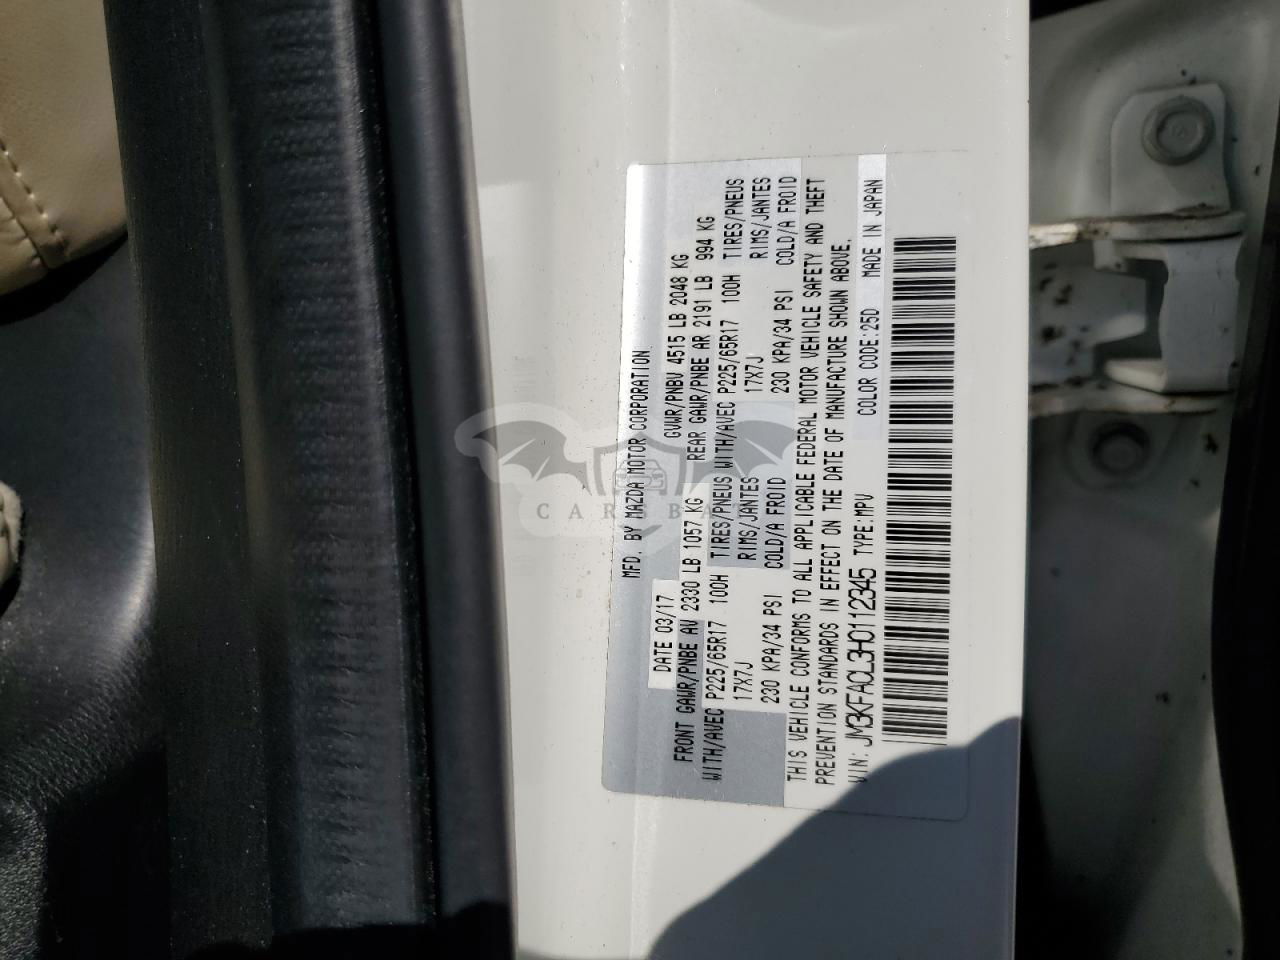 MFD. BY MAZDA MOTOR CORPORATION
DATE 03/17 GVWR/PNBV 4515 LB 2048 KG
FRONT GAWR/PNBE AV 2330 LB 1057 KG REAR GAWR/PNBE AR 2191 LB 994 KG
WITH/AVEC P225/65R17 100H TIRES/PNEUS WITH/AVEC P225/65R17 100H TIRES/PNEUS
17X7J RIMS/JANTES 17X7J RIMS/JANTES
230 KPA/34 PSI COLD/A FROID 230 KPA/34 PSI COLD/A FROID
THIS VEHICLE CONFORMS TO ALL APPLICABLE FEDERAL MOTOR VEHICLE SAFETY AND THEFT
PREVENTION STANDARDS IN EFFECT ON THE DATE OF MANUFACTURE SHOWN ABOVE.
VIN: JM3KFACL3H0112345 TYPE:MPV COLOR CODE:25D MADE IN JAPAN
CARSBAT